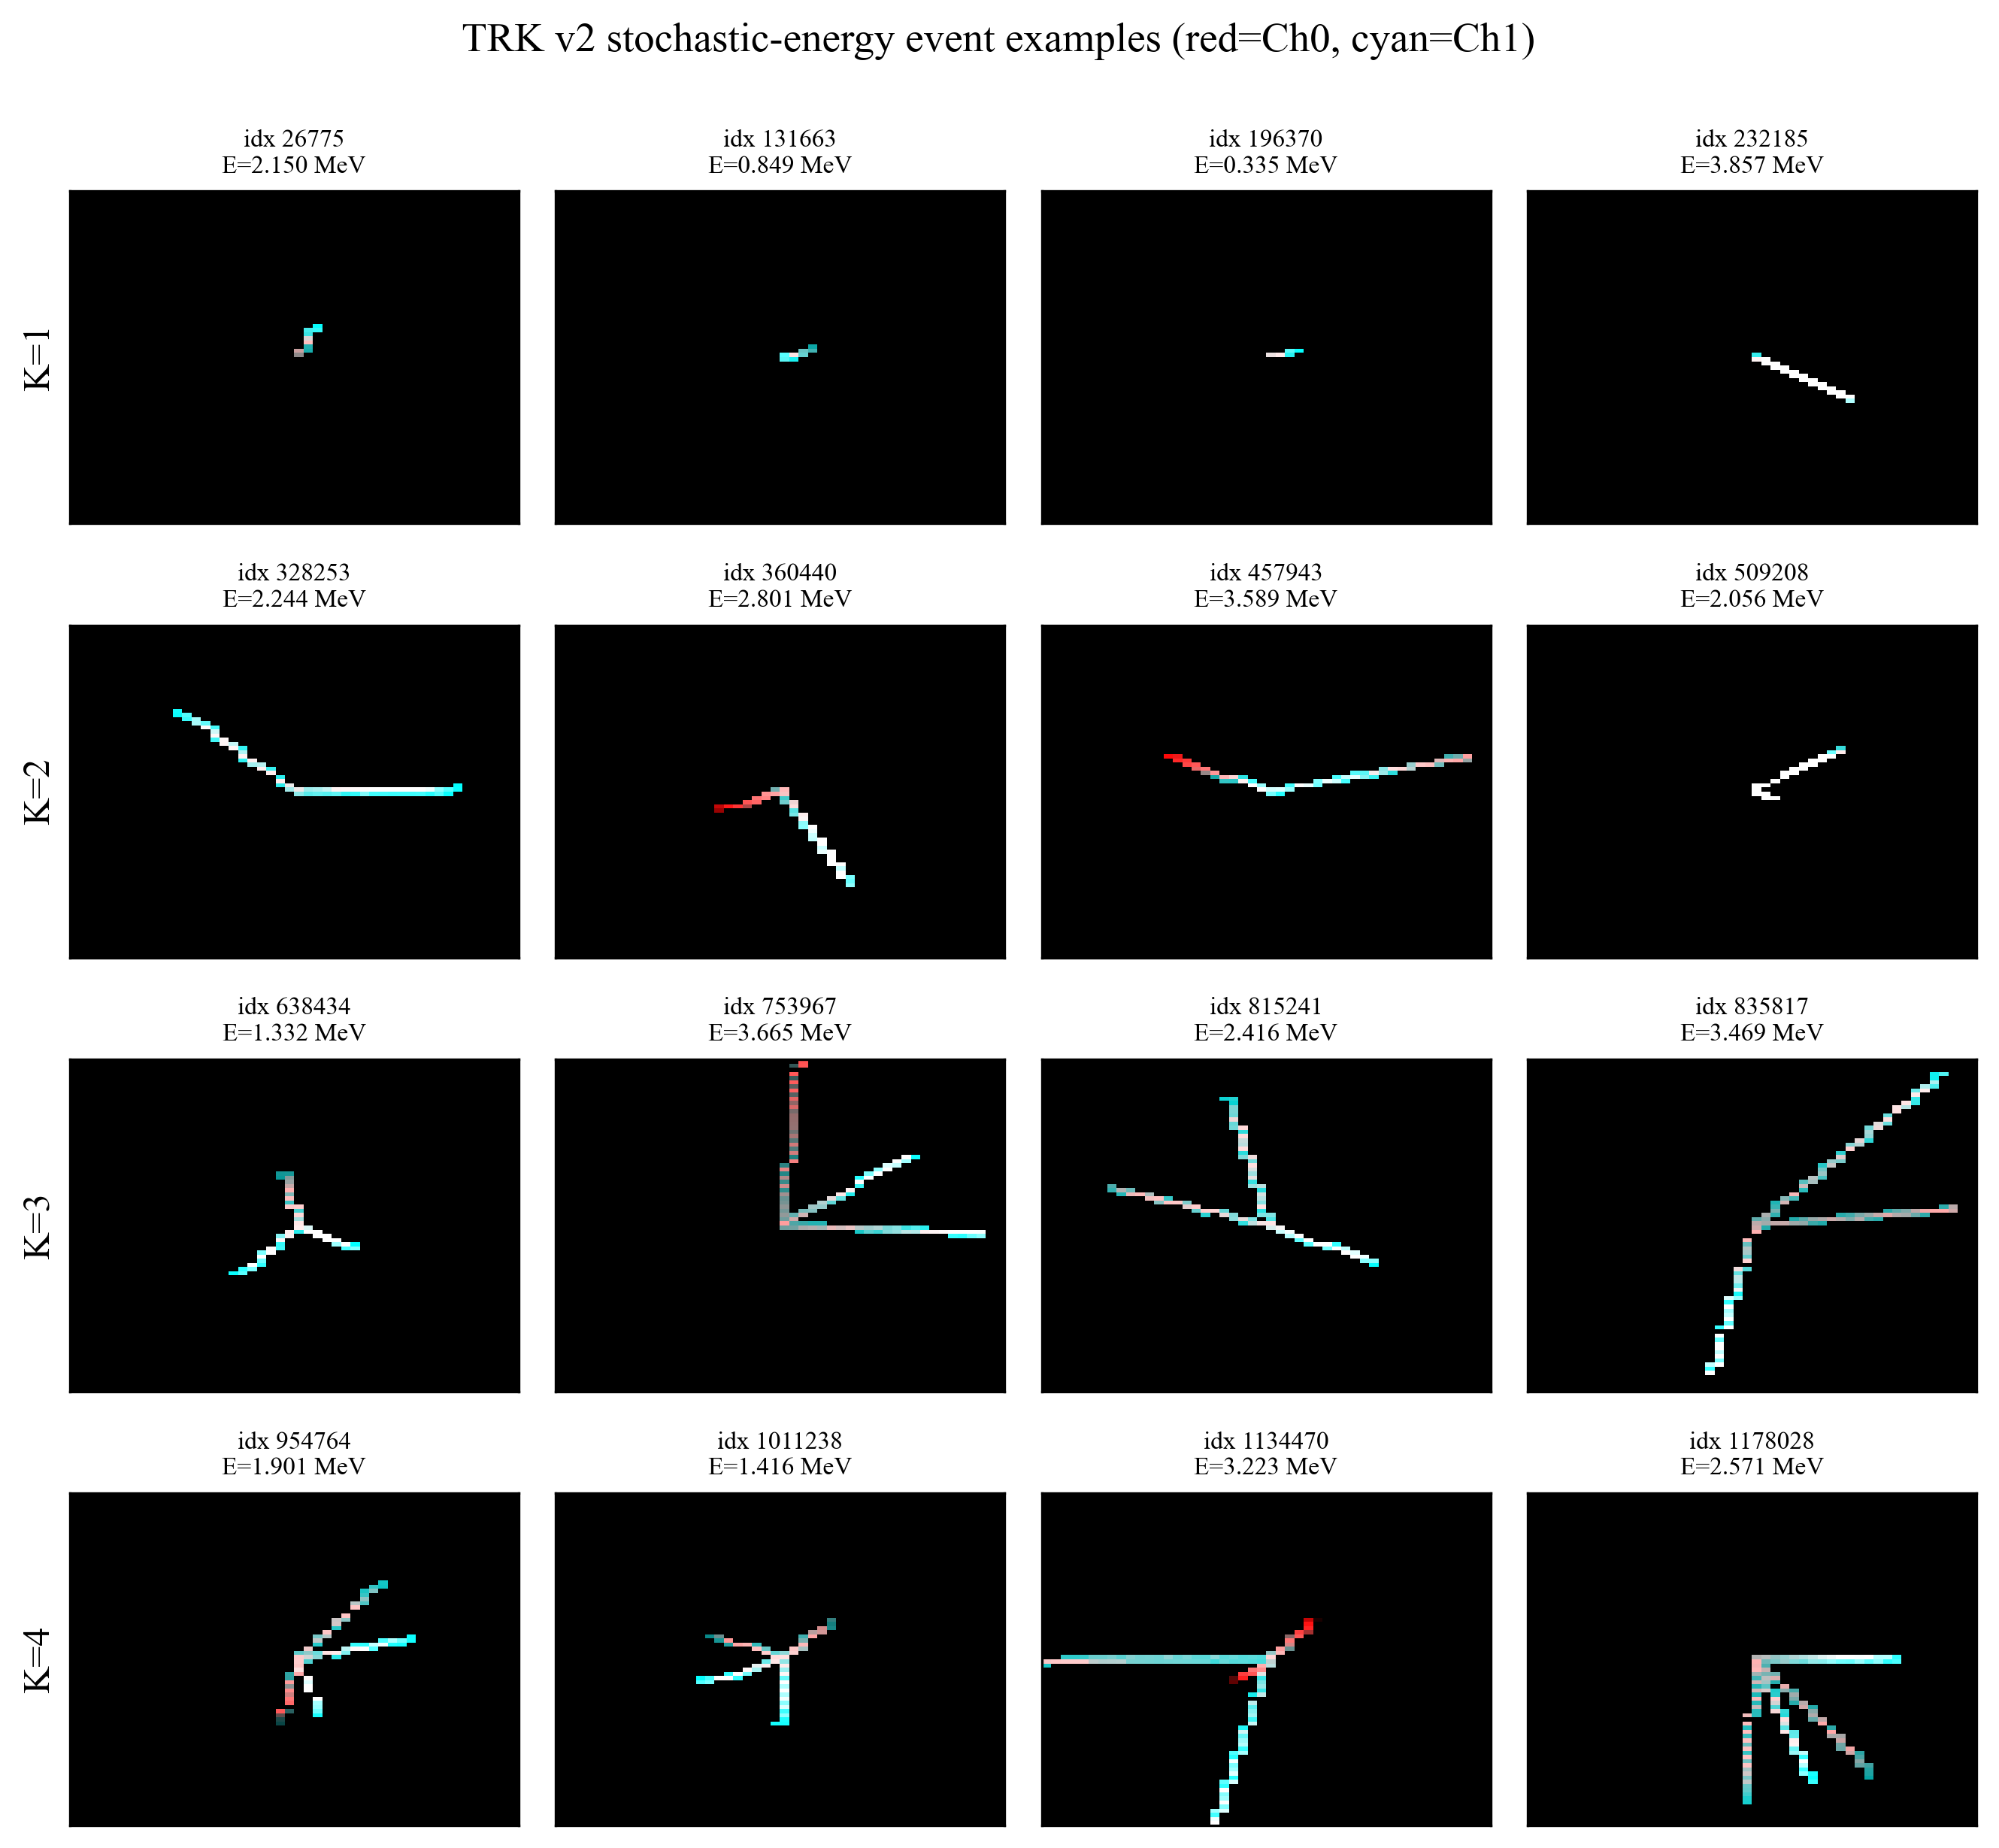 TRK v2 stochastic-energy event examples (red=Ch0, cyan=Ch1)
K=1
idx 26775
E=2.150 MeV
idx 131663
E=0.849 MeV
idx 196370
E=0.335 MeV
idx 232185
E=3.857 MeV
K=2
idx 328253
E=2.244 MeV
idx 360440
E=2.801 MeV
idx 457943
E=3.589 MeV
idx 509208
E=2.056 MeV
K=3
idx 638434
E=1.332 MeV
idx 753967
E=3.665 MeV
idx 815241
E=2.416 MeV
idx 835817
E=3.469 MeV
K=4
idx 954764
E=1.901 MeV
idx 1011238
E=1.416 MeV
idx 1134470
E=3.223 MeV
idx 1178028
E=2.571 MeV